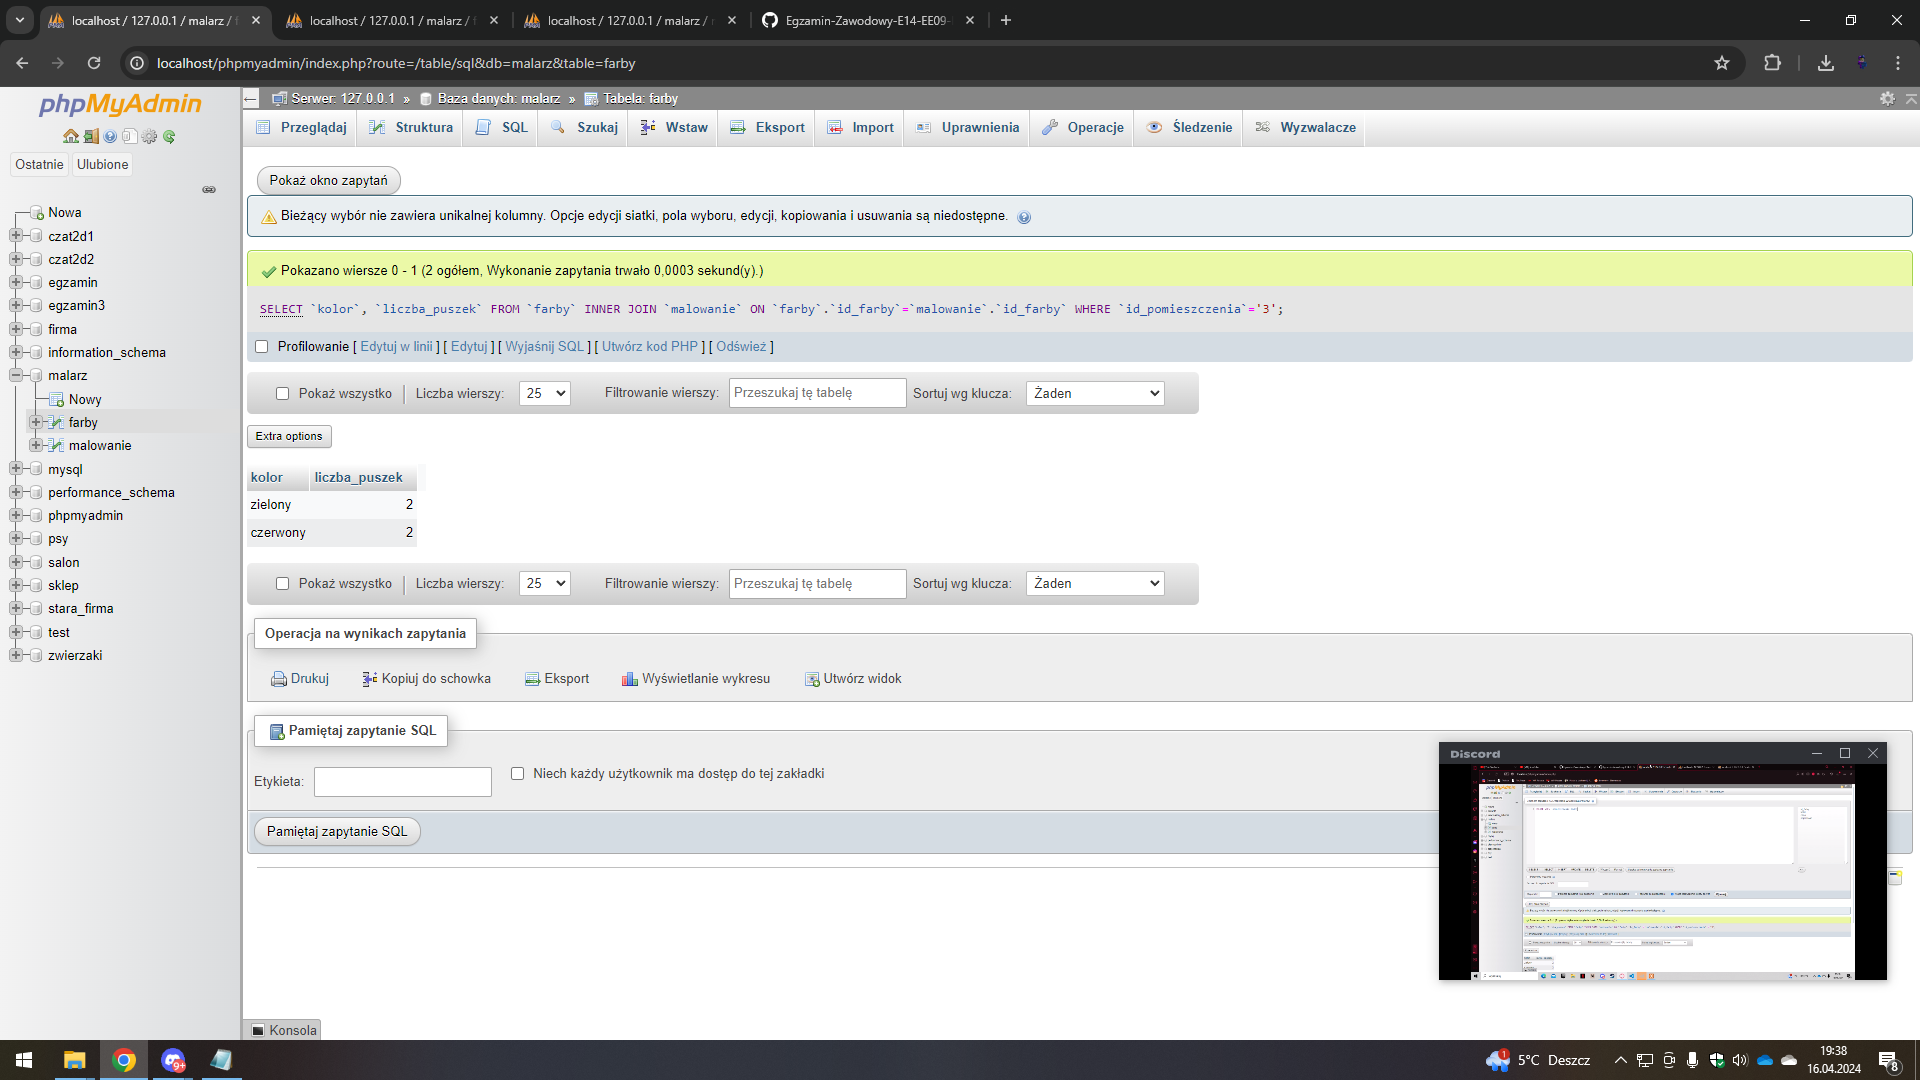 localhost / 127.0.0.1 / malarz / f
localhost / 127.0.0.1 / malarz / f
localhost / 127.0.0.1 / malarz /
Egzamin-Zawodowy-E14-EE09-
localhost/phpmyadmin/index.php?route=/table/sql&db=malarz&table=farby
phpMyAdmin
Ostatnie
Ulubione
Nowa
czat2d1
czat2d2
egzamin
egzamin3
firma
information_schema
malarz
Nowy
farby
malowanie
mysql
performance_schema
phpmyadmin
psy
salon
sklep
stara_firma
test
zwierzaki
Serwer: 127.0.0.1 » Baza danych: malarz » Tabela: farby
Przeglądaj Struktura SQL Szukaj Wstaw Eksport Import Uprawnienia Operacje Śledzenie Wyzwalacze
Pokaż okno zapytań
Bieżący wybór nie zawiera unikalnej kolumny. Opcje edycji siatki, pola wyboru, edycji, kopiowania i usuwania są niedostępne.
Pokazano wiersze 0 - 1 (2 ogółem, Wykonanie zapytania trwało 0,0003 sekund(y).)
SELECT `kolor`, `liczba_puszek` FROM `farby` INNER JOIN `malowanie` ON `farby`.`id_farby`=`malowanie`.`id_farby` WHERE `id_pomieszczenia`='3';
Profilowanie [ Edytuj w linii ] [ Edytuj ] [ Wyjaśnij SQL ] [ Utwórz kod PHP ] [ Odśwież ]
Pokaż wszystko Liczba wierszy: 25 Filtrowanie wierszy: Przeszukaj tę tabelę Sortuj wg klucza: Żaden
Extra options
kolor liczba_puszek
zielony 2
czerwony 2
Pokaż wszystko Liczba wierszy: 25 Filtrowanie wierszy: Przeszukaj tę tabelę Sortuj wg klucza: Żaden
Operacja na wynikach zapytania
Drukuj Kopiuj do schowka Eksport Wyświetlanie wykresu Utwórz widok
Pamiętaj zapytanie SQL
Etykieta: Niech każdy użytkownik ma dostęp do tej zakładki
Pamiętaj zapytanie SQL
Discord
Konsola
9+
1
5°C Deszcz
19:38
16.04.2024
8